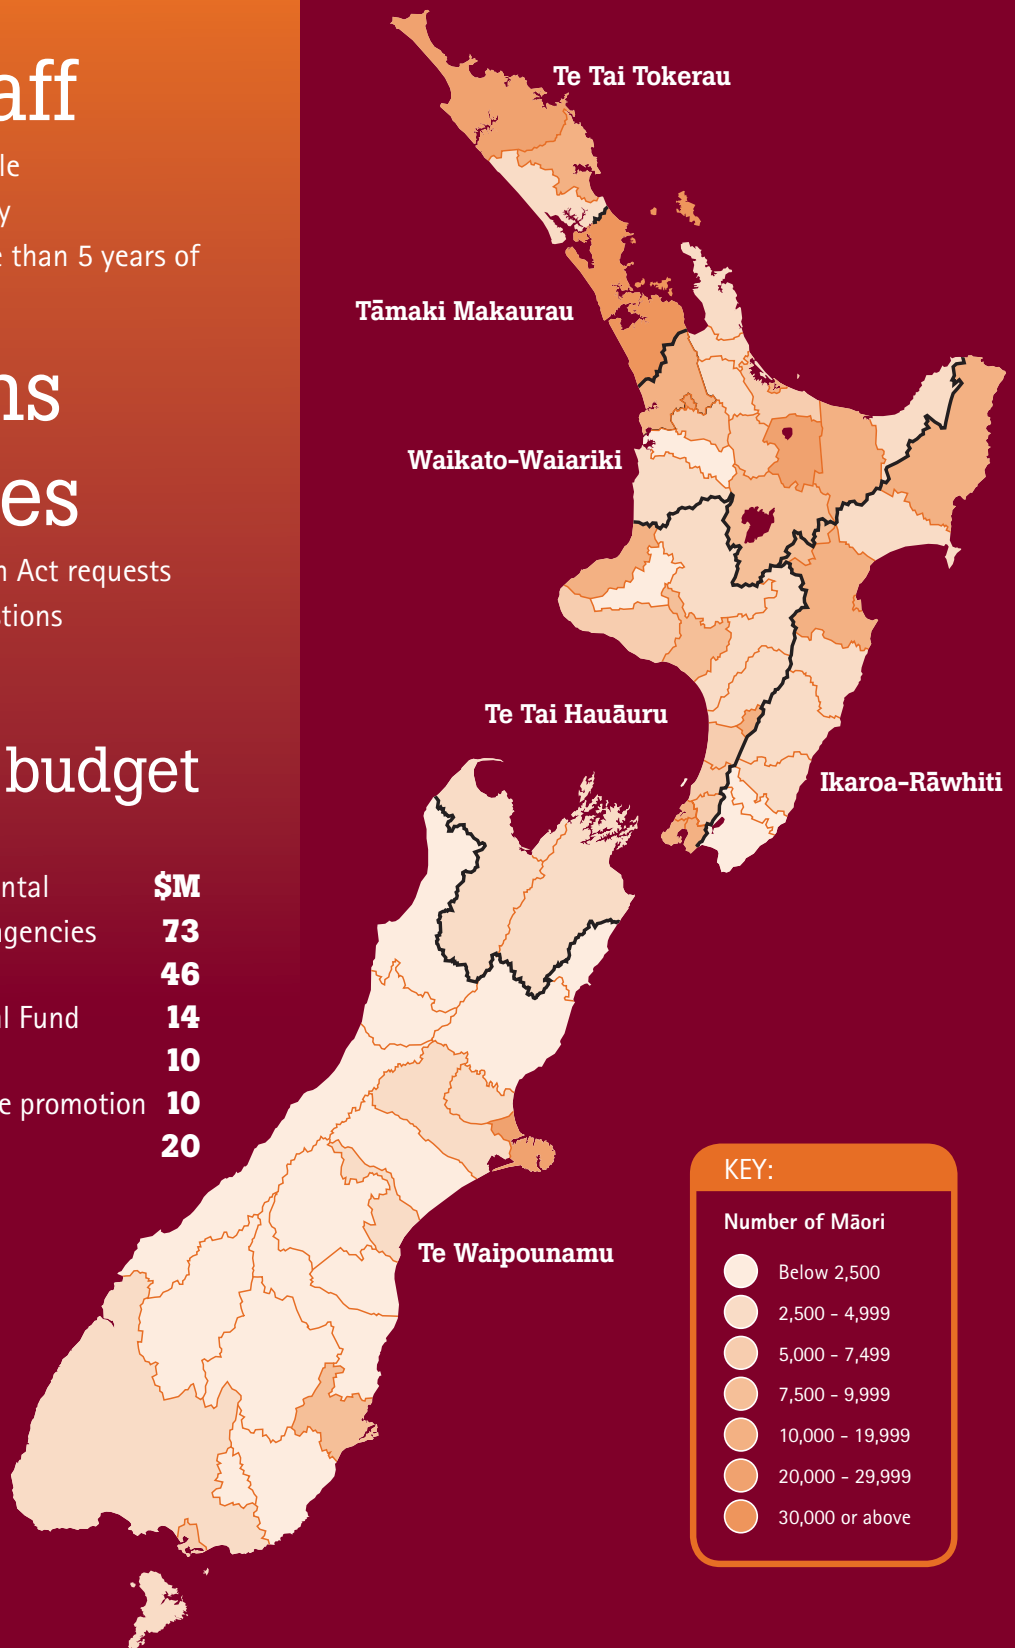 aff
le
y
e than 5 years of
ns
es
n Act requests
stions
budget
ntal $M
agencies 73
46
al Fund 14
10
e promotion 10
20
Te Tai Tokerau
Tāmaki Makaurau
Waikato-Waiariki
Te Tai Hauāuru
Ikaroa-Rāwhiti
Te Waipounamu
KEY:
Number of Māori
Below 2,500
2,500 - 4,999
5,000 - 7,499
7,500 - 9,999
10,000 - 19,999
20,000 - 29,999
30,000 or above